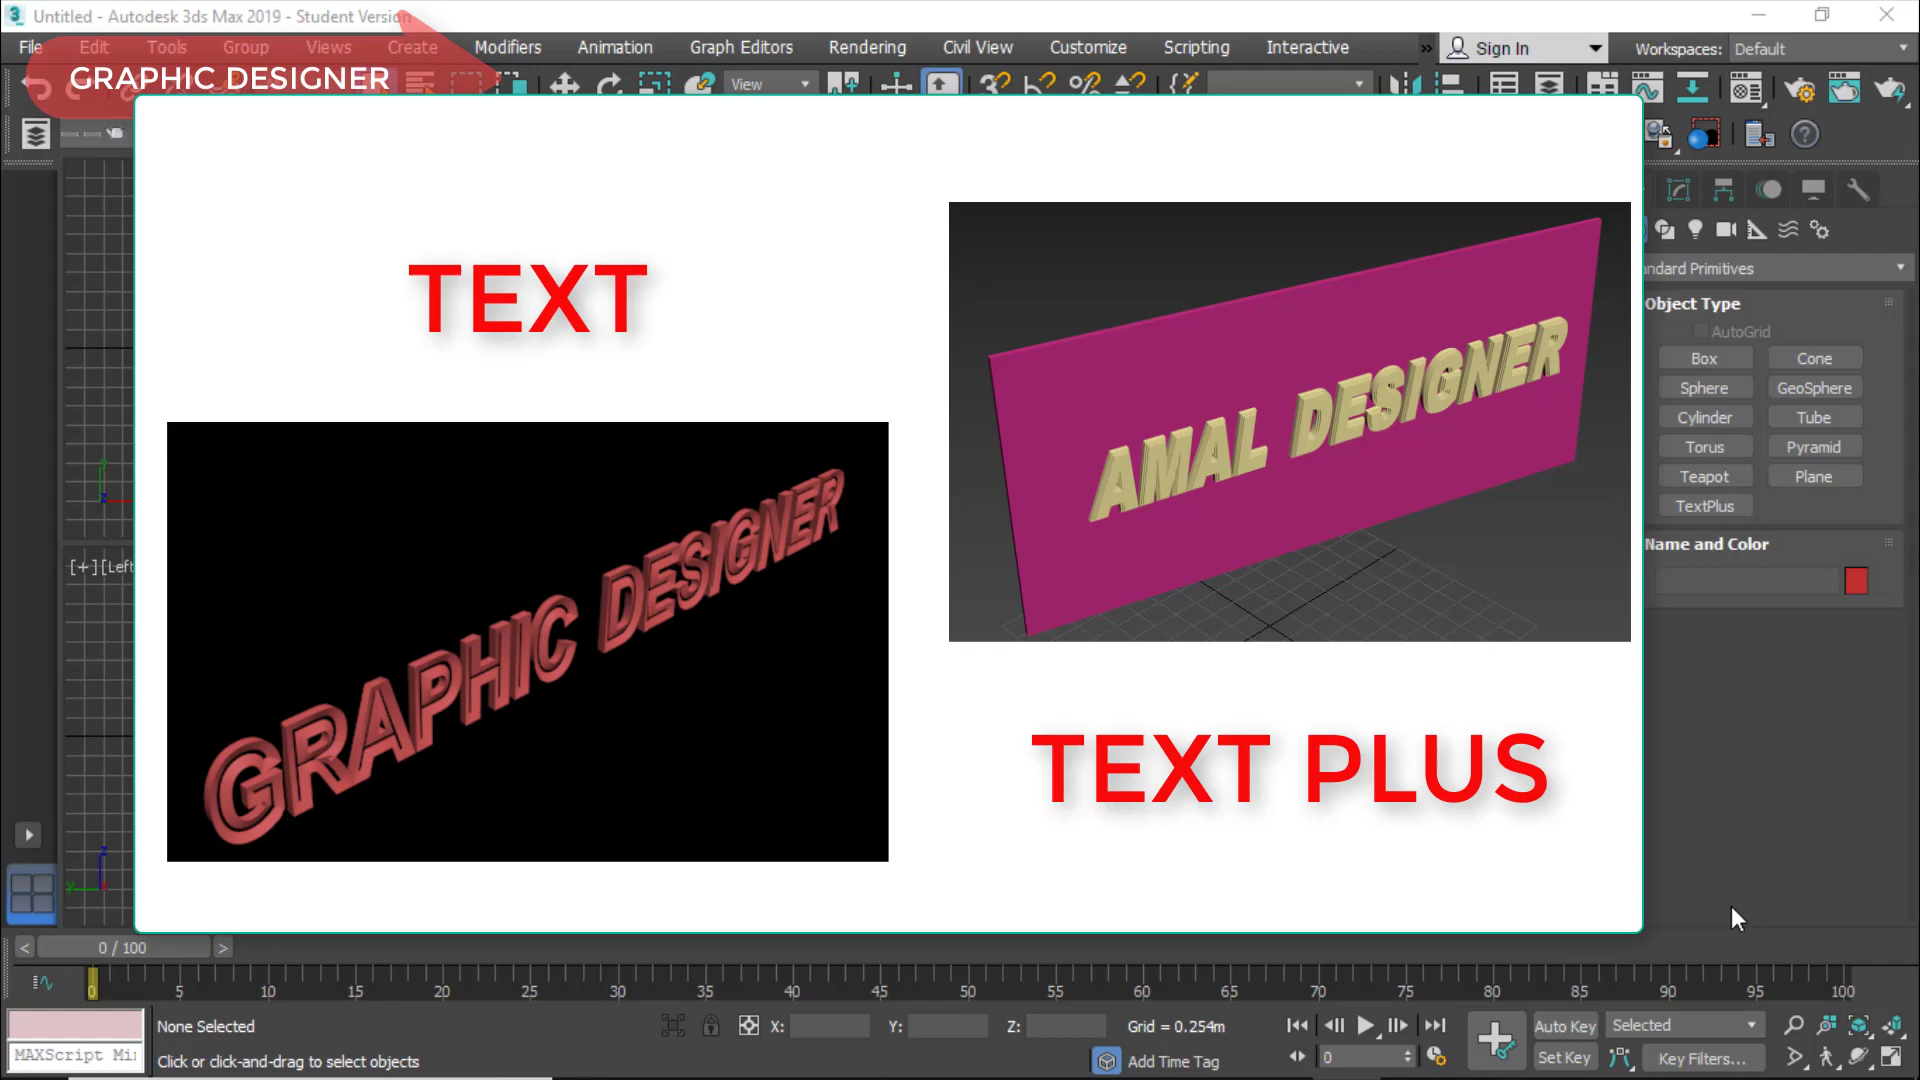 Untitled - Autodesk 3ds Max 2019 - Student Version
File Edit Tools Group Views Create Modifiers Animation Graph Editors Rendering Civil View Customize Scripting Interactive » Sign In Workspaces: Default
GRAPHIC DESIGNER
View
TEXT
AMAL DESIGNER
GRAPHIC DESIGNER
TEXT PLUS
[+][Left
ndard Primitives
Object Type
AutoGrid
Box Cone
Sphere GeoSphere
Cylinder Tube
Torus Pyramid
Teapot Plane
TextPlus
Name and Color
z
y
< 0 / 100 >
0 5 10 15 20 25 30 35 40 45 50 55 60 65 70 75 80 85 90 95 100
None Selected X: Y: Z: Grid = 0.254m Auto Key Selected
MAXScript Mi
Click or click-and-drag to select objects Add Time Tag 0 Set Key Key Filters...